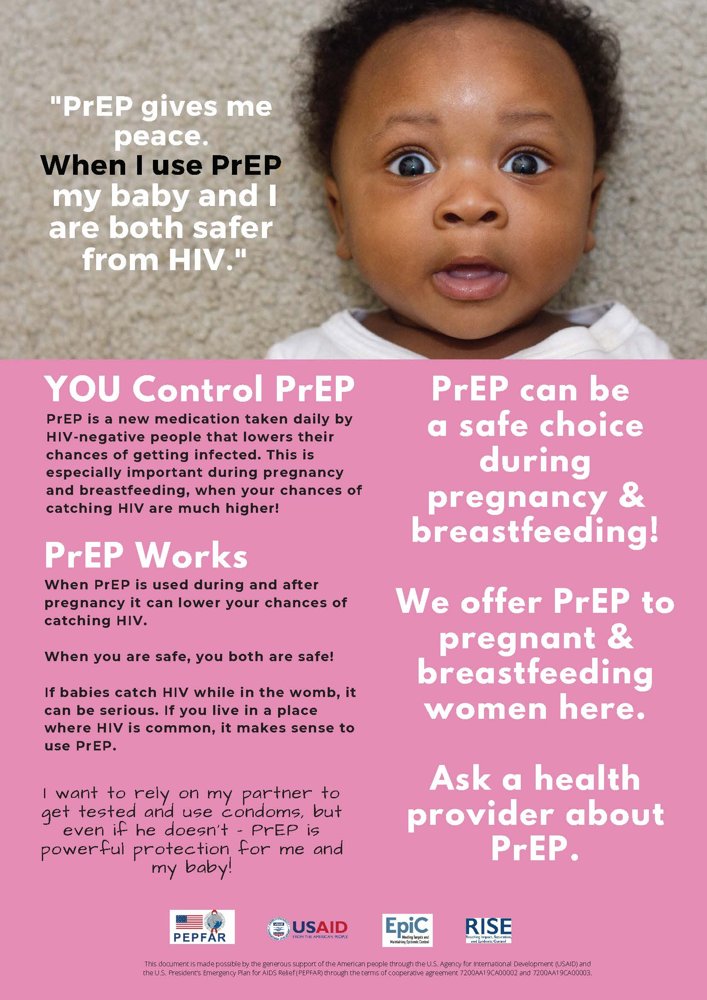 "PrEP gives me
peace.
When I use PrEP
my baby and I
are both safer
from HIV."
YOU Control PrEP
PrEP is a new medication taken daily by
HIV-negative people that lowers their
chances of getting infected. This is
especially important during pregnancy
and breastfeeding, when your chances of
catching HIV are much higher!
PrEP Works
When PrEP is used during and after
pregnancy it can lower your chances of
catching HIV.
When you are safe, you both are safe!
If babies catch HIV while in the womb, it
can be serious. If you live in a place
where HIV is common, it makes sense to
use PrEP.
I want to rely on my partner to
get tested and use condoms, but
even if he doesn't - PrEP is
powerful protection for me and
my baby!
PrEP can be
a safe choice
during
pregnancy &
breastfeeding!
We offer PrEP to
pregnant &
breastfeeding
women here.
Ask a health
provider about
PrEP.
PEPFAR
USAID
USAID
FROM THE AMERICAN PEOPLE
EpiC
Meeting Targets and
Maintaining Epidemic Control
RISE
Reaching Impact, Saturation,
and Epidemic Control
This document is made possible by the generous support of the American people through the U.S. Agency for International Development (USAID) and
the U.S. President's Emergency Plan for AIDS Relief (PEPFAR) through the terms of cooperative agreement 7200AA19CA00002 and 7200AA19CA00003.